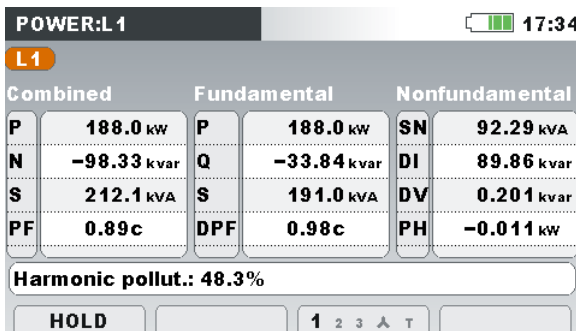 POWER:L1 17:34
L1
Combined Fundamental Nonfundamental
P 188.0 kW P 188.0 kW SN 92.29 kVA
N -98.33 kvar Q -33.84 kvar DI 89.86 kvar
S 212.1 kVA S 191.0 kVA DV 0.201 kvar
PF 0.89c DPF 0.98c PH -0.011 kW
Harmonic pollut.: 48.3%
HOLD 1 2 3 人 T